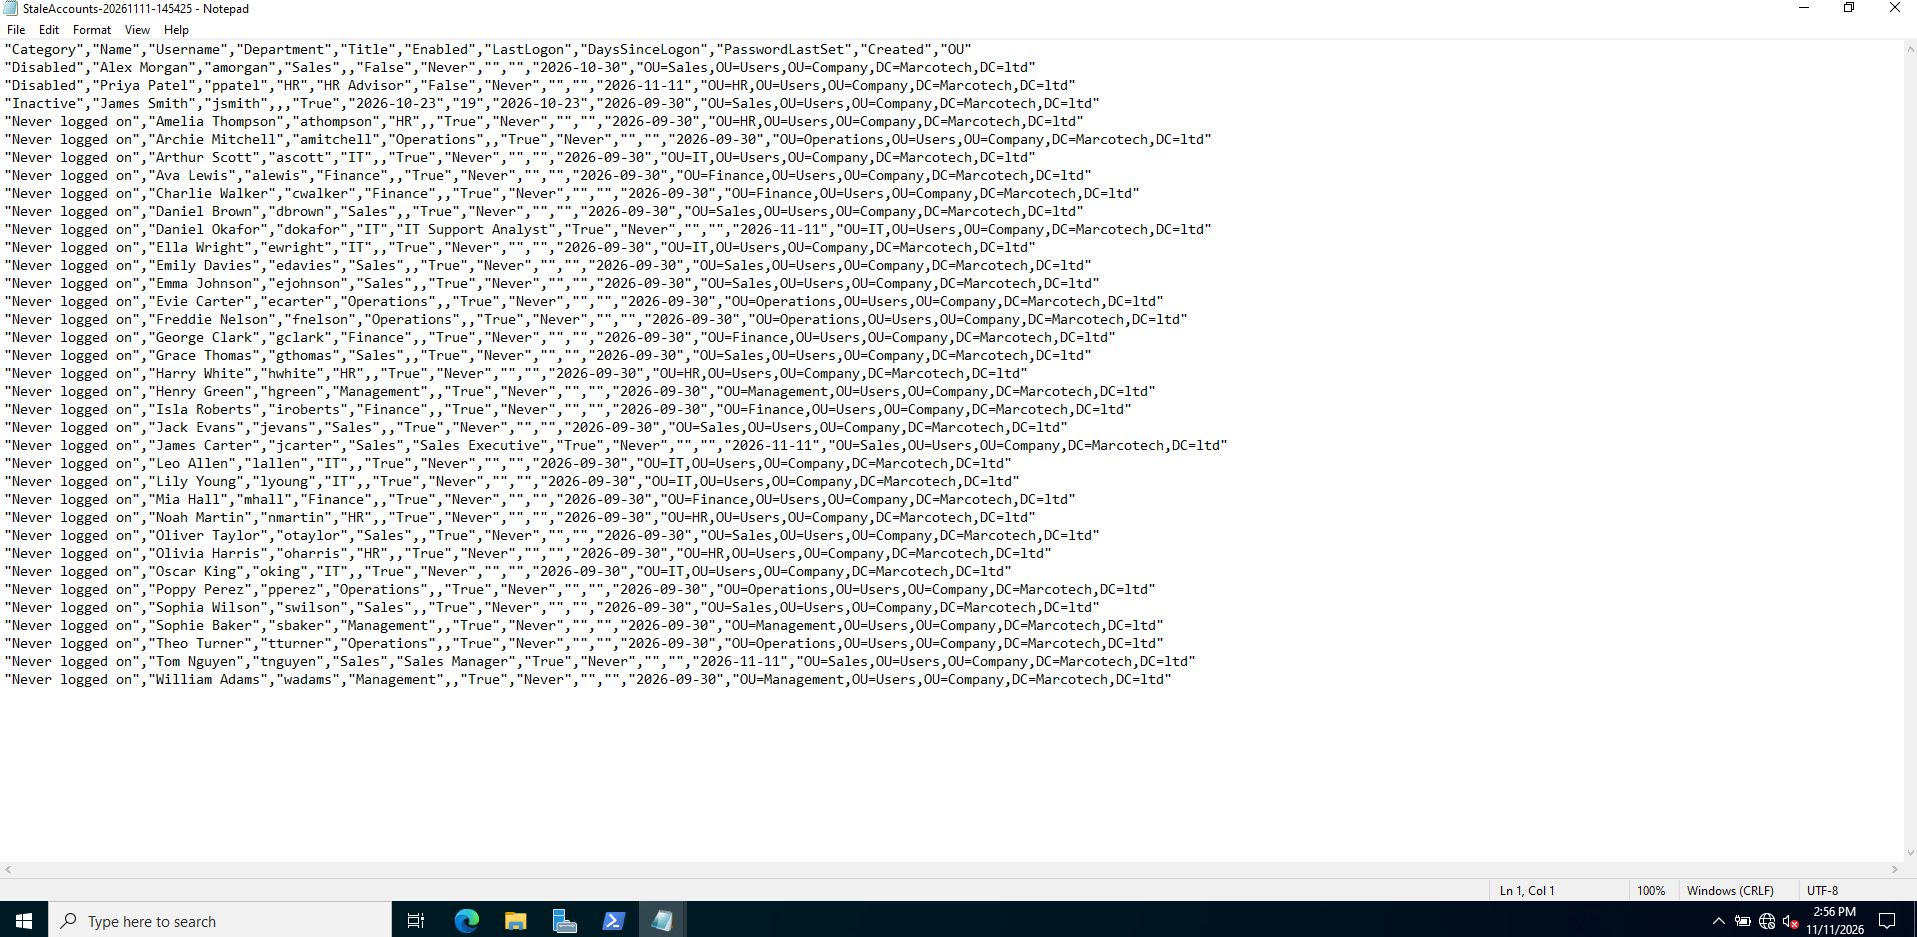 StaleAccounts-20261111-145425 - Notepad
File Edit Format View Help
"Category","Name","Username","Department","Title","Enabled","LastLogon","DaysSinceLogon","PasswordLastSet","Created","OU"
"Disabled","Alex Morgan","amorgan","Sales",,"False","Never","","","2026-10-30","OU=Sales,OU=Users,OU=Company,DC=Marcotech,DC=ltd"
"Disabled","Priya Patel","ppatel","HR","HR Advisor","False","Never","","","2026-11-11","OU=HR,OU=Users,OU=Company,DC=Marcotech,DC=ltd"
"Inactive","James Smith","jsmith",,,"True","2026-10-23","19","2026-10-23","2026-09-30","OU=Sales,OU=Users,OU=Company,DC=Marcotech,DC=ltd"
"Never logged on","Amelia Thompson","athompson","HR",,"True","Never","","","2026-09-30","OU=HR,OU=Users,OU=Company,DC=Marcotech,DC=ltd"
"Never logged on","Archie Mitchell","amitchell","Operations",,"True","Never","","","2026-09-30","OU=Operations,OU=Users,OU=Company,DC=Marcotech,DC=ltd"
"Never logged on","Arthur Scott","ascott","IT",,"True","Never","","","2026-09-30","OU=IT,OU=Users,OU=Company,DC=Marcotech,DC=ltd"
"Never logged on","Ava Lewis","alewis","Finance",,"True","Never","","","2026-09-30","OU=Finance,OU=Users,OU=Company,DC=Marcotech,DC=ltd"
"Never logged on","Charlie Walker","cwalker","Finance",,"True","Never","","","2026-09-30","OU=Finance,OU=Users,OU=Company,DC=Marcotech,DC=ltd"
"Never logged on","Daniel Brown","dbrown","Sales",,"True","Never","","","2026-09-30","OU=Sales,OU=Users,OU=Company,DC=Marcotech,DC=ltd"
"Never logged on","Daniel Okafor","dokafor","IT","IT Support Analyst","True","Never","","","2026-11-11","OU=IT,OU=Users,OU=Company,DC=Marcotech,DC=ltd"
"Never logged on","Ella Wright","ewright","IT",,"True","Never","","","2026-09-30","OU=IT,OU=Users,OU=Company,DC=Marcotech,DC=ltd"
"Never logged on","Emily Davies","edavies","Sales",,"True","Never","","","2026-09-30","OU=Sales,OU=Users,OU=Company,DC=Marcotech,DC=ltd"
"Never logged on","Emma Johnson","ejohnson","Sales",,"True","Never","","","2026-09-30","OU=Sales,OU=Users,OU=Company,DC=Marcotech,DC=ltd"
"Never logged on","Evie Carter","ecarter","Operations",,"True","Never","","","2026-09-30","OU=Operations,OU=Users,OU=Company,DC=Marcotech,DC=ltd"
"Never logged on","Freddie Nelson","fnelson","Operations",,"True","Never","","","2026-09-30","OU=Operations,OU=Users,OU=Company,DC=Marcotech,DC=ltd"
"Never logged on","George Clark","gclark","Finance",,"True","Never","","","2026-09-30","OU=Finance,OU=Users,OU=Company,DC=Marcotech,DC=ltd"
"Never logged on","Grace Thomas","gthomas","Sales",,"True","Never","","","2026-09-30","OU=Sales,OU=Users,OU=Company,DC=Marcotech,DC=ltd"
"Never logged on","Harry White","hwhite","HR",,"True","Never","","","2026-09-30","OU=HR,OU=Users,OU=Company,DC=Marcotech,DC=ltd"
"Never logged on","Henry Green","hgreen","Management",,"True","Never","","","2026-09-30","OU=Management,OU=Users,OU=Company,DC=Marcotech,DC=ltd"
"Never logged on","Isla Roberts","iroberts","Finance",,"True","Never","","","2026-09-30","OU=Finance,OU=Users,OU=Company,DC=Marcotech,DC=ltd"
"Never logged on","Jack Evans","jevans","Sales",,"True","Never","","","2026-09-30","OU=Sales,OU=Users,OU=Company,DC=Marcotech,DC=ltd"
"Never logged on","James Carter","jcarter","Sales","Sales Executive","True","Never","","","2026-11-11","OU=Sales,OU=Users,OU=Company,DC=Marcotech,DC=ltd"
"Never logged on","Leo Allen","lallen","IT",,"True","Never","","","2026-09-30","OU=IT,OU=Users,OU=Company,DC=Marcotech,DC=ltd"
"Never logged on","Lily Young","lyoung","IT",,"True","Never","","","2026-09-30","OU=IT,OU=Users,OU=Company,DC=Marcotech,DC=ltd"
"Never logged on","Mia Hall","mhall","Finance",,"True","Never","","","2026-09-30","OU=Finance,OU=Users,OU=Company,DC=Marcotech,DC=ltd"
"Never logged on","Noah Martin","nmartin","HR",,"True","Never","","","2026-09-30","OU=HR,OU=Users,OU=Company,DC=Marcotech,DC=ltd"
"Never logged on","Oliver Taylor","otaylor","Sales",,"True","Never","","","2026-09-30","OU=Sales,OU=Users,OU=Company,DC=Marcotech,DC=ltd"
"Never logged on","Olivia Harris","oharris","HR",,"True","Never","","","2026-09-30","OU=HR,OU=Users,OU=Company,DC=Marcotech,DC=ltd"
"Never logged on","Oscar King","oking","IT",,"True","Never","","","2026-09-30","OU=IT,OU=Users,OU=Company,DC=Marcotech,DC=ltd"
"Never logged on","Poppy Perez","pperez","Operations",,"True","Never","","","2026-09-30","OU=Operations,OU=Users,OU=Company,DC=Marcotech,DC=ltd"
"Never logged on","Sophia Wilson","swilson","Sales",,"True","Never","","","2026-09-30","OU=Sales,OU=Users,OU=Company,DC=Marcotech,DC=ltd"
"Never logged on","Sophie Baker","sbaker","Management",,"True","Never","","","2026-09-30","OU=Management,OU=Users,OU=Company,DC=Marcotech,DC=ltd"
"Never logged on","Theo Turner","tturner","Operations",,"True","Never","","","2026-09-30","OU=Operations,OU=Users,OU=Company,DC=Marcotech,DC=ltd"
"Never logged on","Tom Nguyen","tnguyen","Sales","Sales Manager","True","Never","","","2026-11-11","OU=Sales,OU=Users,OU=Company,DC=Marcotech,DC=ltd"
"Never logged on","William Adams","wadams","Management",,"True","Never","","","2026-09-30","OU=Management,OU=Users,OU=Company,DC=Marcotech,DC=ltd"
Ln 1, Col 1 100% Windows (CRLF) UTF-8
Type here to search
2:56 PM
11/11/2026